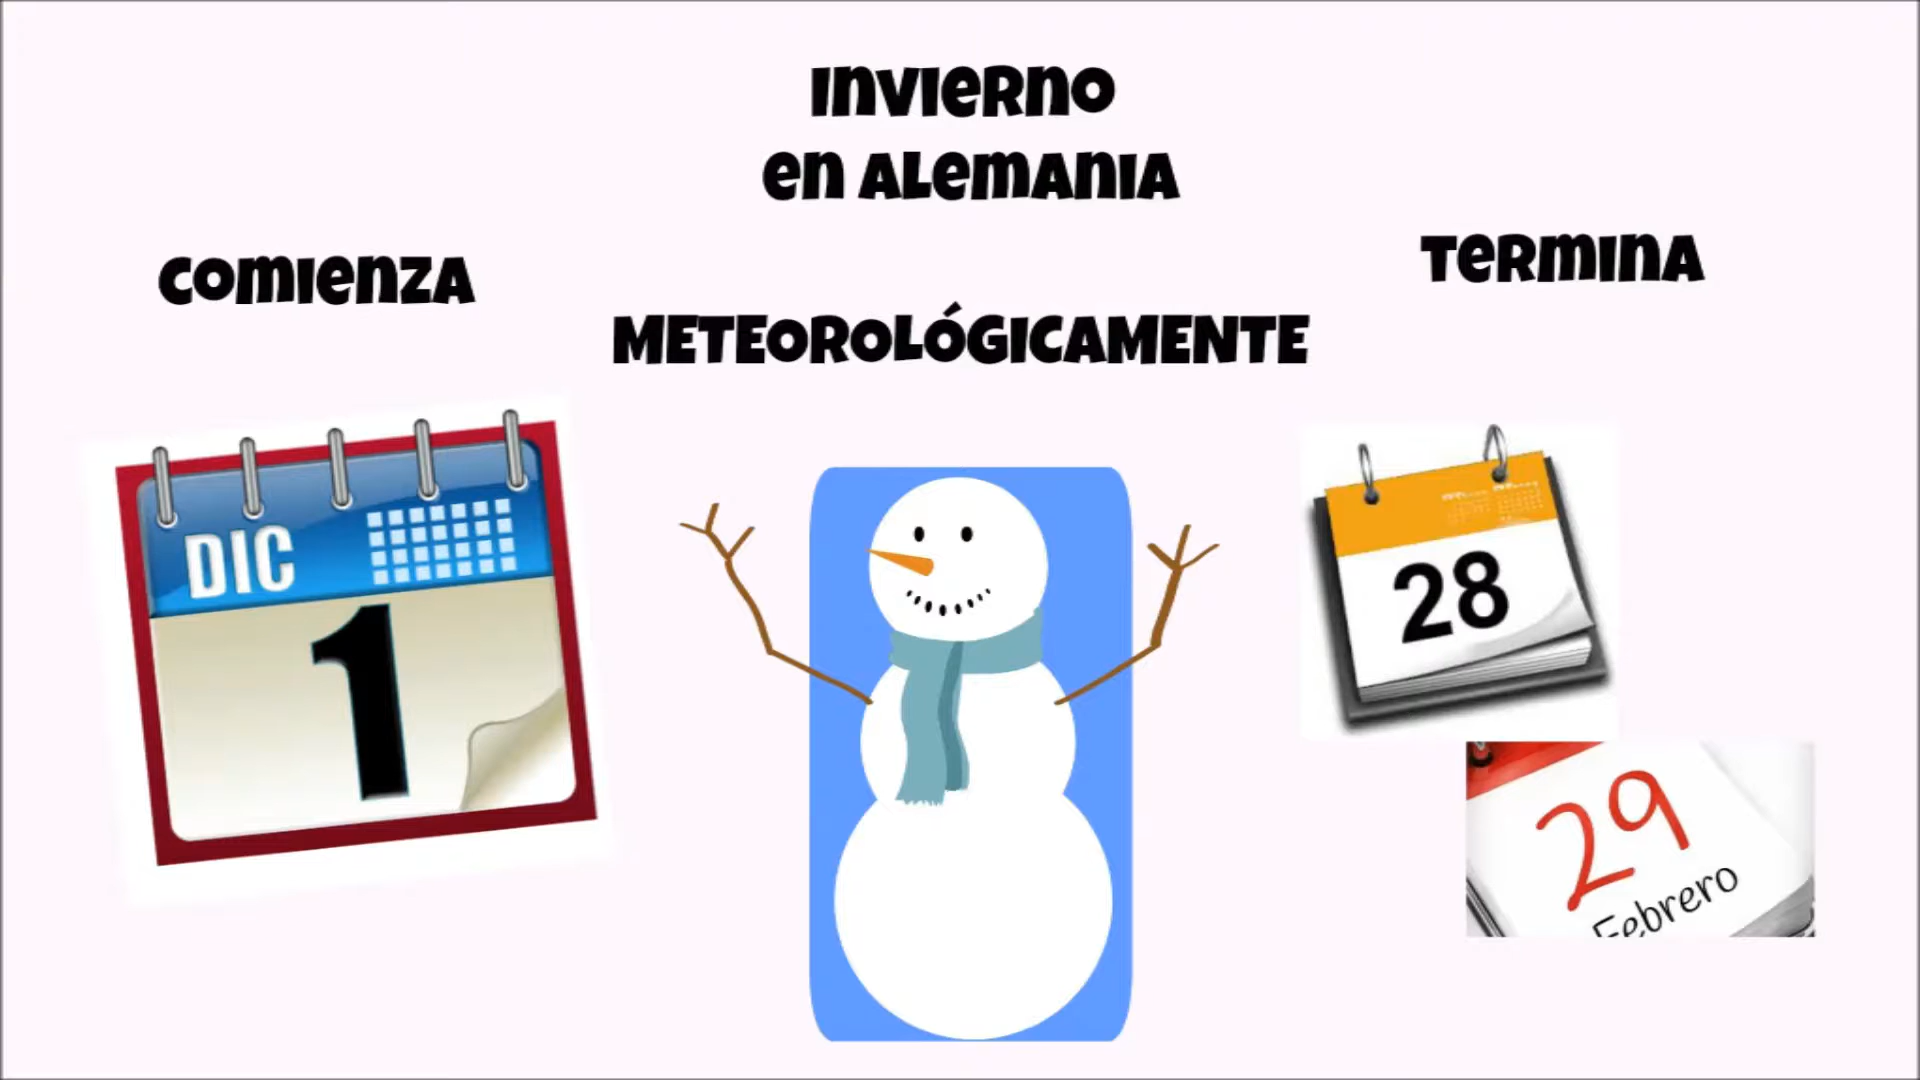 Invierno
en Alemania
Comienza
Termina
METEOROLÓGICAMENTE
DIC
1
28
29
Febrero